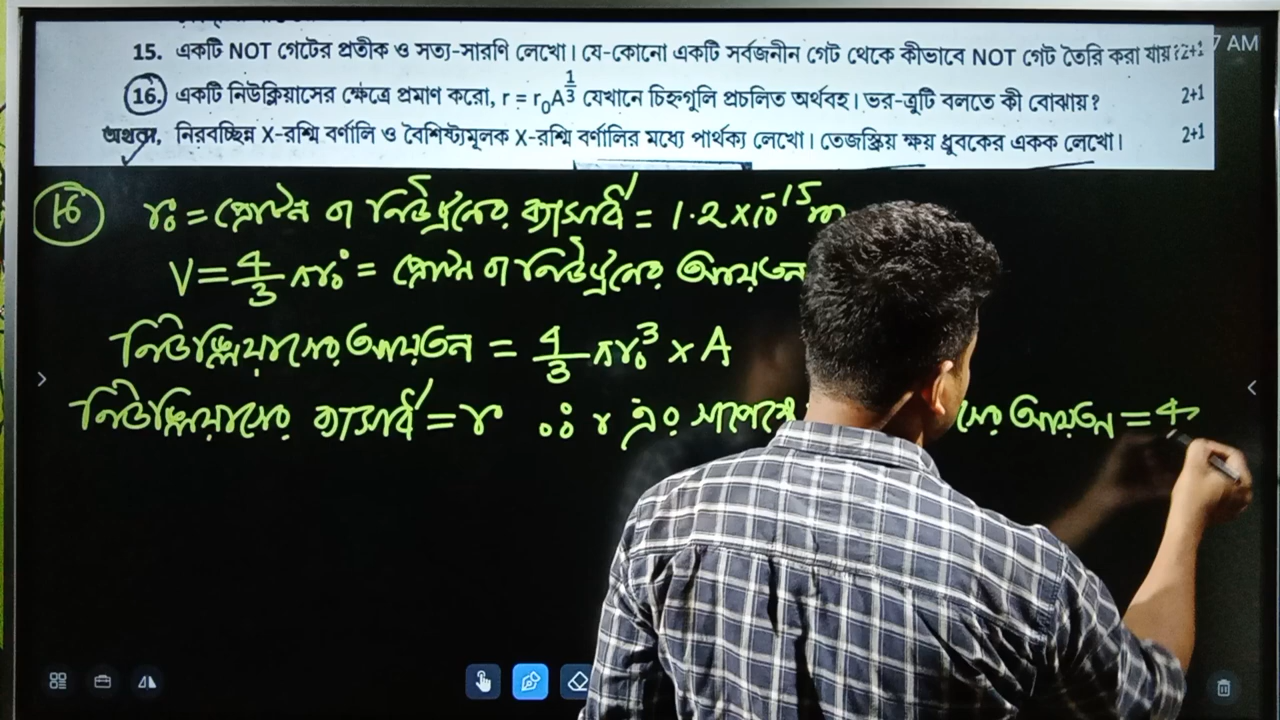 15. একটি NOT গেটের প্রতীক ও সত্য-সারণি লেখো। যে-কোনো একটি সর্বজনীন গেট থেকে কীভাবে NOT গেট তৈরি করা যায়? 2+1
7 AM
16. একটি নিউক্লিয়াসের ক্ষেত্রে প্রমাণ করো, r = r₀A^(1/3) যেখানে চিহ্নগুলি প্রচলিত অর্থবহ। ভর-ত্রুটি বলতে কী বোঝায়? 2+1
অথবা, নিরবচ্ছিন্ন X-রশ্মি বর্ণালি ও বৈশিষ্ট্যমূলক X-রশ্মি বর্ণালির মধ্যে পার্থক্য লেখো। তেজস্ক্রিয় ক্ষয় ধ্রুবকের একক লেখো। 2+1
16 r₀ = প্রোটন বা নিউট্রনের ব্যাসার্ধ = 1.2×10⁻¹⁵ m
V = 4/3 πr₀³ = প্রোটন বা নিউট্রনের আয়তন
নিউক্লিয়াসের আয়তন = 4/3 πr₀³ × A
নিউক্লিয়াসের ব্যাসার্ধ = r ∴ r এর সাপেক্ষে সের আয়তন = 4